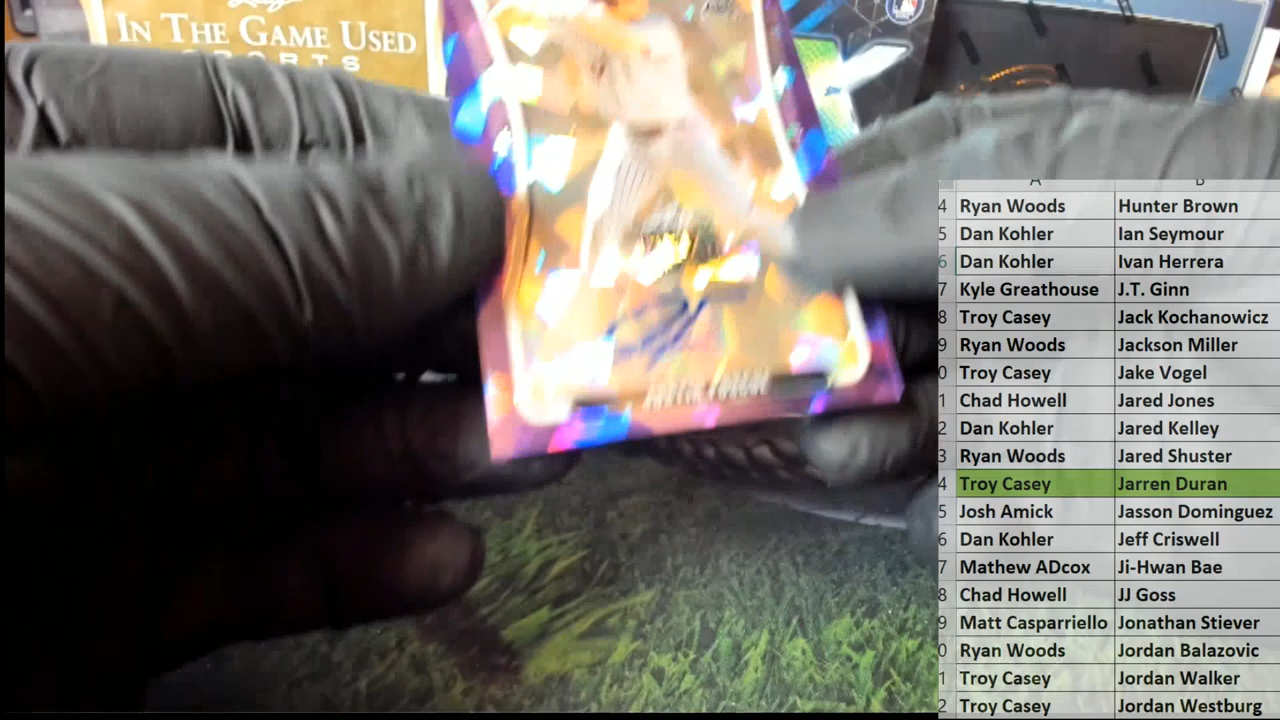 IN THE GAME USED
SPORTS
A B
4 Ryan Woods Hunter Brown
5 Dan Kohler Ian Seymour
6 Dan Kohler Ivan Herrera
7 Kyle Greathouse J.T. Ginn
8 Troy Casey Jack Kochanowicz
9 Ryan Woods Jackson Miller
0 Troy Casey Jake Vogel
1 Chad Howell Jared Jones
2 Dan Kohler Jared Kelley
3 Ryan Woods Jared Shuster
4 Troy Casey Jarren Duran
5 Josh Amick Jasson Dominguez
6 Dan Kohler Jeff Criswell
7 Mathew ADcox Ji-Hwan Bae
8 Chad Howell JJ Goss
9 Matt Casparriello Jonathan Stiever
0 Ryan Woods Jordan Balazovic
1 Troy Casey Jordan Walker
2 Troy Casey Jordan Westburg